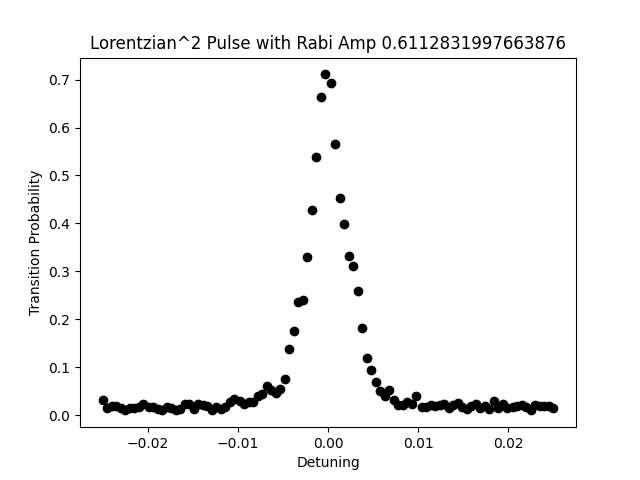 Lorentzian^2 Pulse with Rabi Amp 0.6112831997663876
Transition Probability
0.7
0.6
0.5
0.4
0.3
0.2
0.1
0.0
−0.02 −0.01 0.00 0.01 0.02
Detuning